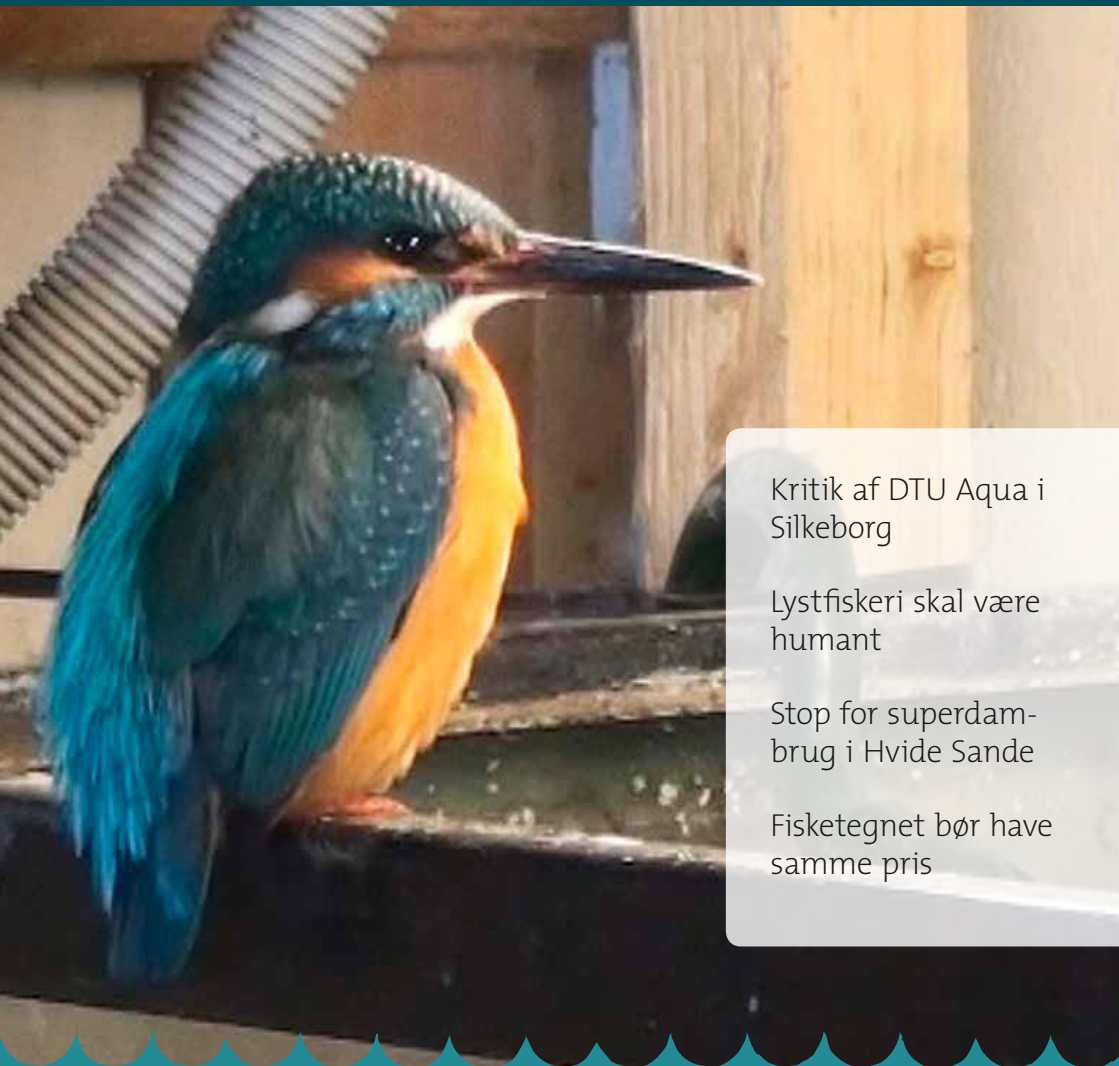 Kritik af DTU Aqua i
Silkeborg
Lystfiskeri skal være
humant
Stop for superdam-
brug i Hvide Sande
Fisketegnet bør have
samme pris